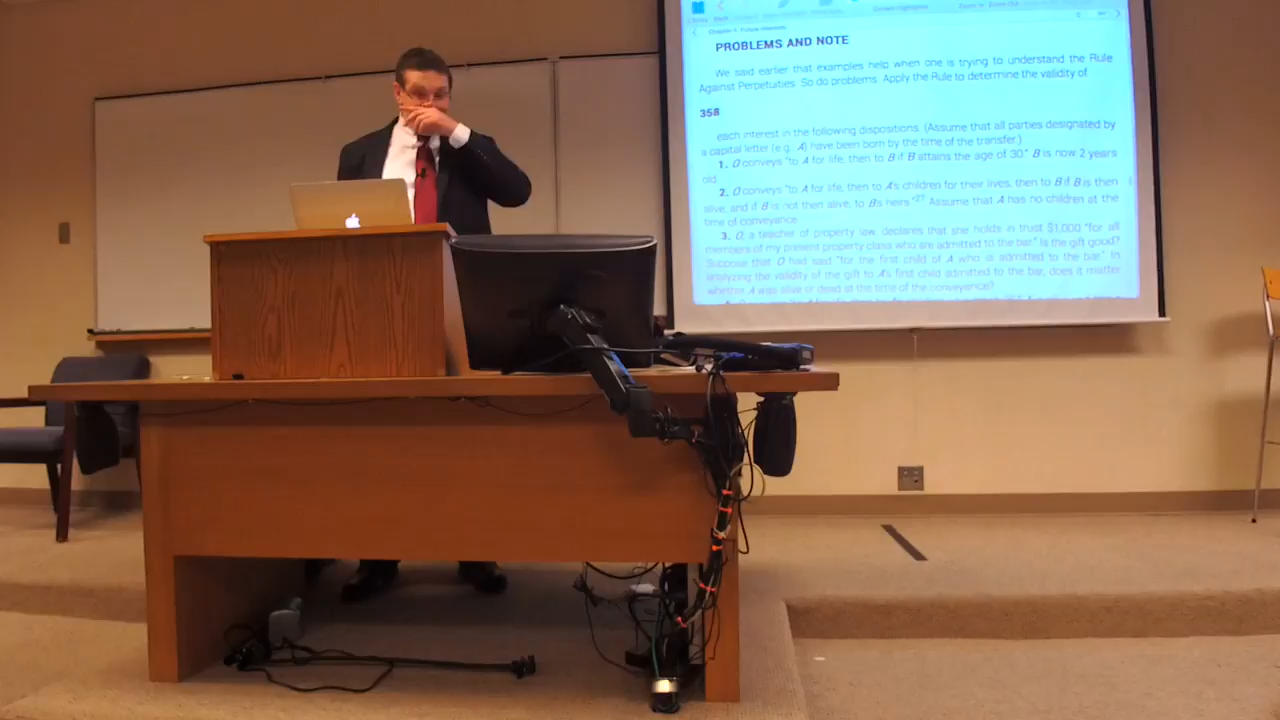 Chapter 4. Future Interests
PROBLEMS AND NOTE
We said earlier that examples help when one is trying to understand the Rule
Against Perpetuities. So do problems. Apply the Rule to determine the validity of
358
each interest in the following dispositions. (Assume that all parties designated by
a capital letter (e.g., A) have been born by the time of the transfer.)
1. O conveys "to A for life, then to B if B attains the age of 30." B is now 2 years
old.
2. O conveys "to A for life, then to A's children for their lives, then to B if B is then
alive, and if B is not then alive, to B's heirs."27 Assume that A has no children at the
time of conveyance.
3. O, a teacher of property law, declares that she holds in trust $1,000 "for all
members of my present property class who are admitted to the bar." Is the gift good?
Suppose that O had said "for the first child of A who is admitted to the bar." In
analyzing the validity of the gift to A's first child admitted to the bar, does it matter
whether A was alive or dead at the time of the conveyance?